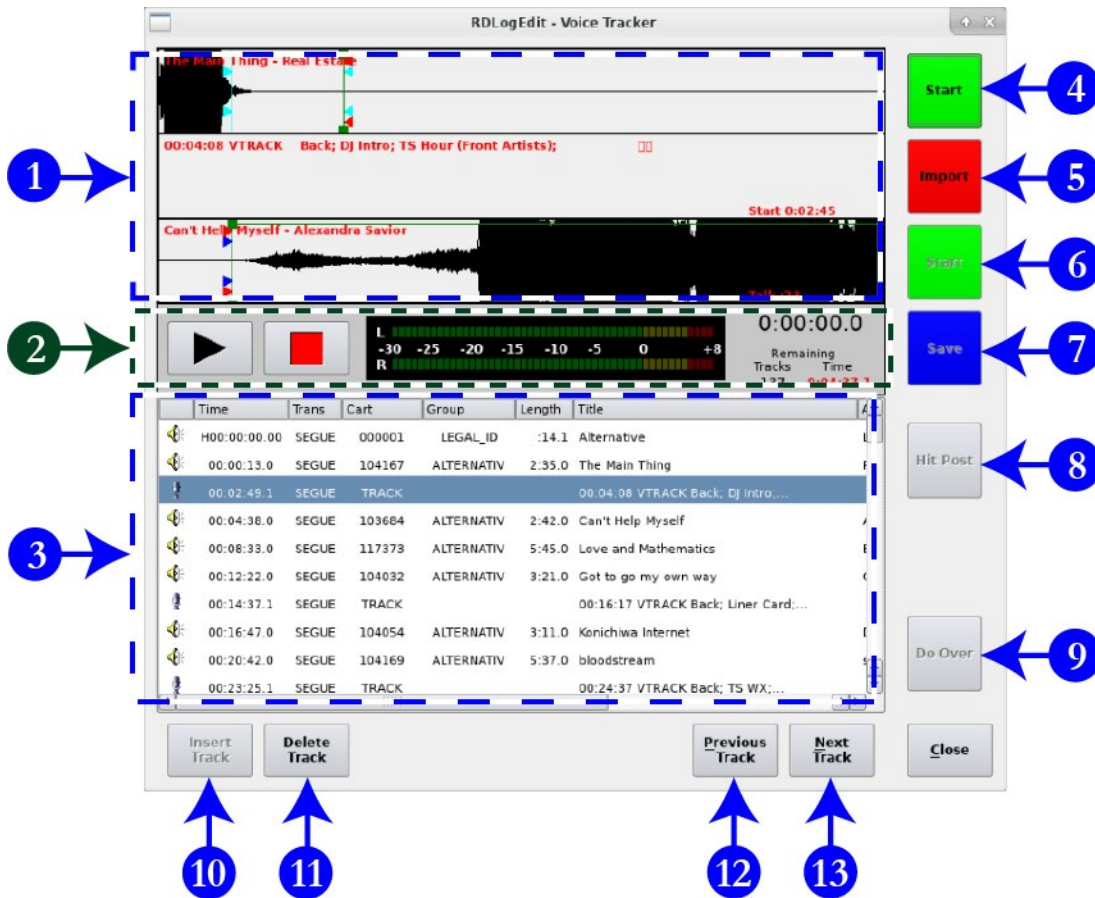 RDLogEdit - Voice Tracker
The Main Thing - Real Estate
00:04:08 VTRACK Back; DJ Intro; TS Hour (Front Artists);
Start 0:02:45
Can't Help Myself - Alexandra Savior
Talk :23
Start
4
Import
5
1
Start
6
2
L
-30 -25 -20 -15 -10 -5 0 +8
R
0:00:00.0
Remaining
Tracks Time
137 0:04:37.1
Save
7
Time Trans Cart Group Length Title
H00:00:00.00 SEGUE 000001 LEGAL_ID :14.1 Alternative
00:00:13.0 SEGUE 104167 ALTERNATIV 2:35.0 The Main Thing
00:02:49.1 SEGUE TRACK 00:04:08 VTRACK Back; DJ Intro;...
00:04:38.0 SEGUE 103684 ALTERNATIV 2:42.0 Can't Help Myself
00:08:33.0 SEGUE 117373 ALTERNATIV 5:45.0 Love and Mathematics
00:12:22.0 SEGUE 104032 ALTERNATIV 3:21.0 Got to go my own way
00:14:37.1 SEGUE TRACK 00:16:17 VTRACK Back; Liner Card;...
00:16:47.0 SEGUE 104054 ALTERNATIV 3:11.0 Konichiwa Internet
00:20:42.0 SEGUE 104169 ALTERNATIV 5:37.0 bloodstream
00:23:25.1 SEGUE TRACK 00:24:37 VTRACK Back; TS WX;...
3
Hit Post
8
Do Over
9
Insert
Track
Delete
Track
Previous
Track
Next
Track
Close
10
11
12
13